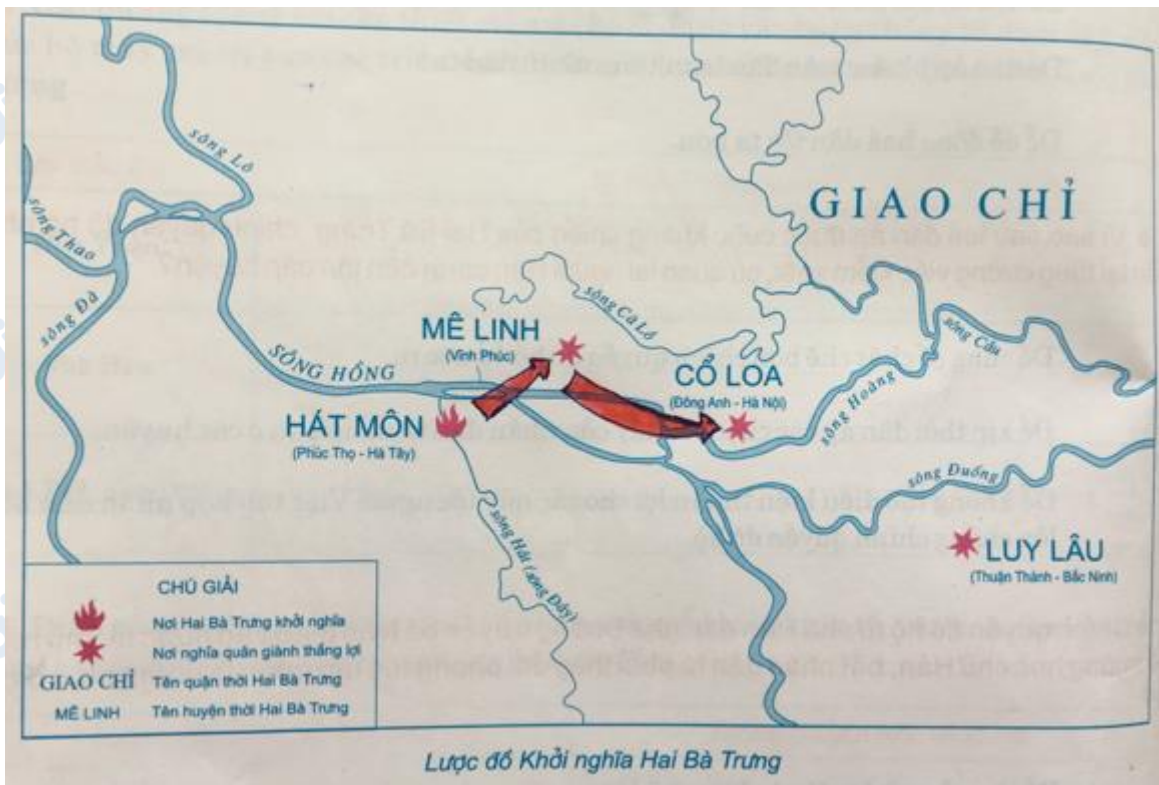 GIAO CHỈ
sông Lô
sông Thao
sông Đà
SÔNG HỒNG
MÊ LINH
(Vĩnh Phúc)
sông Cà Lồ
CỔ LOA
(Đông Anh - Hà Nội)
sông Cầu
sông Hoàng
HÁT MÔN
(Phúc Thọ - Hà Tây)
sông Đuống
sông Hát (sông Đáy)
LUY LÂU
(Thuận Thành - Bắc Ninh)
CHÚ GIẢI
Nơi Hai Bà Trưng khởi nghĩa
Nơi nghĩa quân giành thắng lợi
GIAO CHỈ Tên quận thời Hai Bà Trưng
MÊ LINH Tên huyện thời Hai Bà Trưng
Lược đồ Khởi nghĩa Hai Bà Trưng